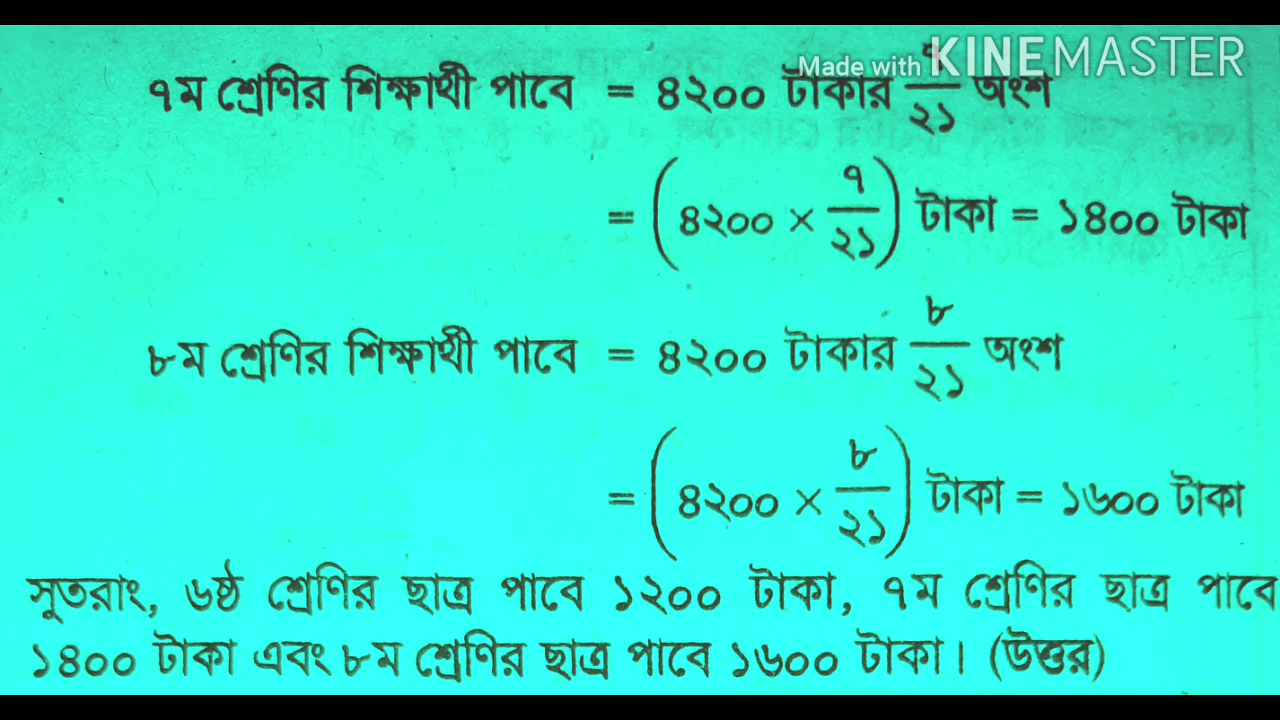 Made with KINEMASTER
৭ম শ্রেণির শিক্ষার্থী পাবে = ৪২০০ টাকার ৭/২১ অংশ
= (৪২০০ × ৭/২১) টাকা = ১৪০০ টাকা
৮ম শ্রেণির শিক্ষার্থী পাবে = ৪২০০ টাকার ৮/২১ অংশ
= (৪২০০ × ৮/২১) টাকা = ১৬০০ টাকা
সুতরাং, ৬ষ্ঠ শ্রেণির ছাত্র পাবে ১২০০ টাকা, ৭ম শ্রেণির ছাত্র পাবে
১৪০০ টাকা এবং ৮ম শ্রেণির ছাত্র পাবে ১৬০০ টাকা। (উত্তর)